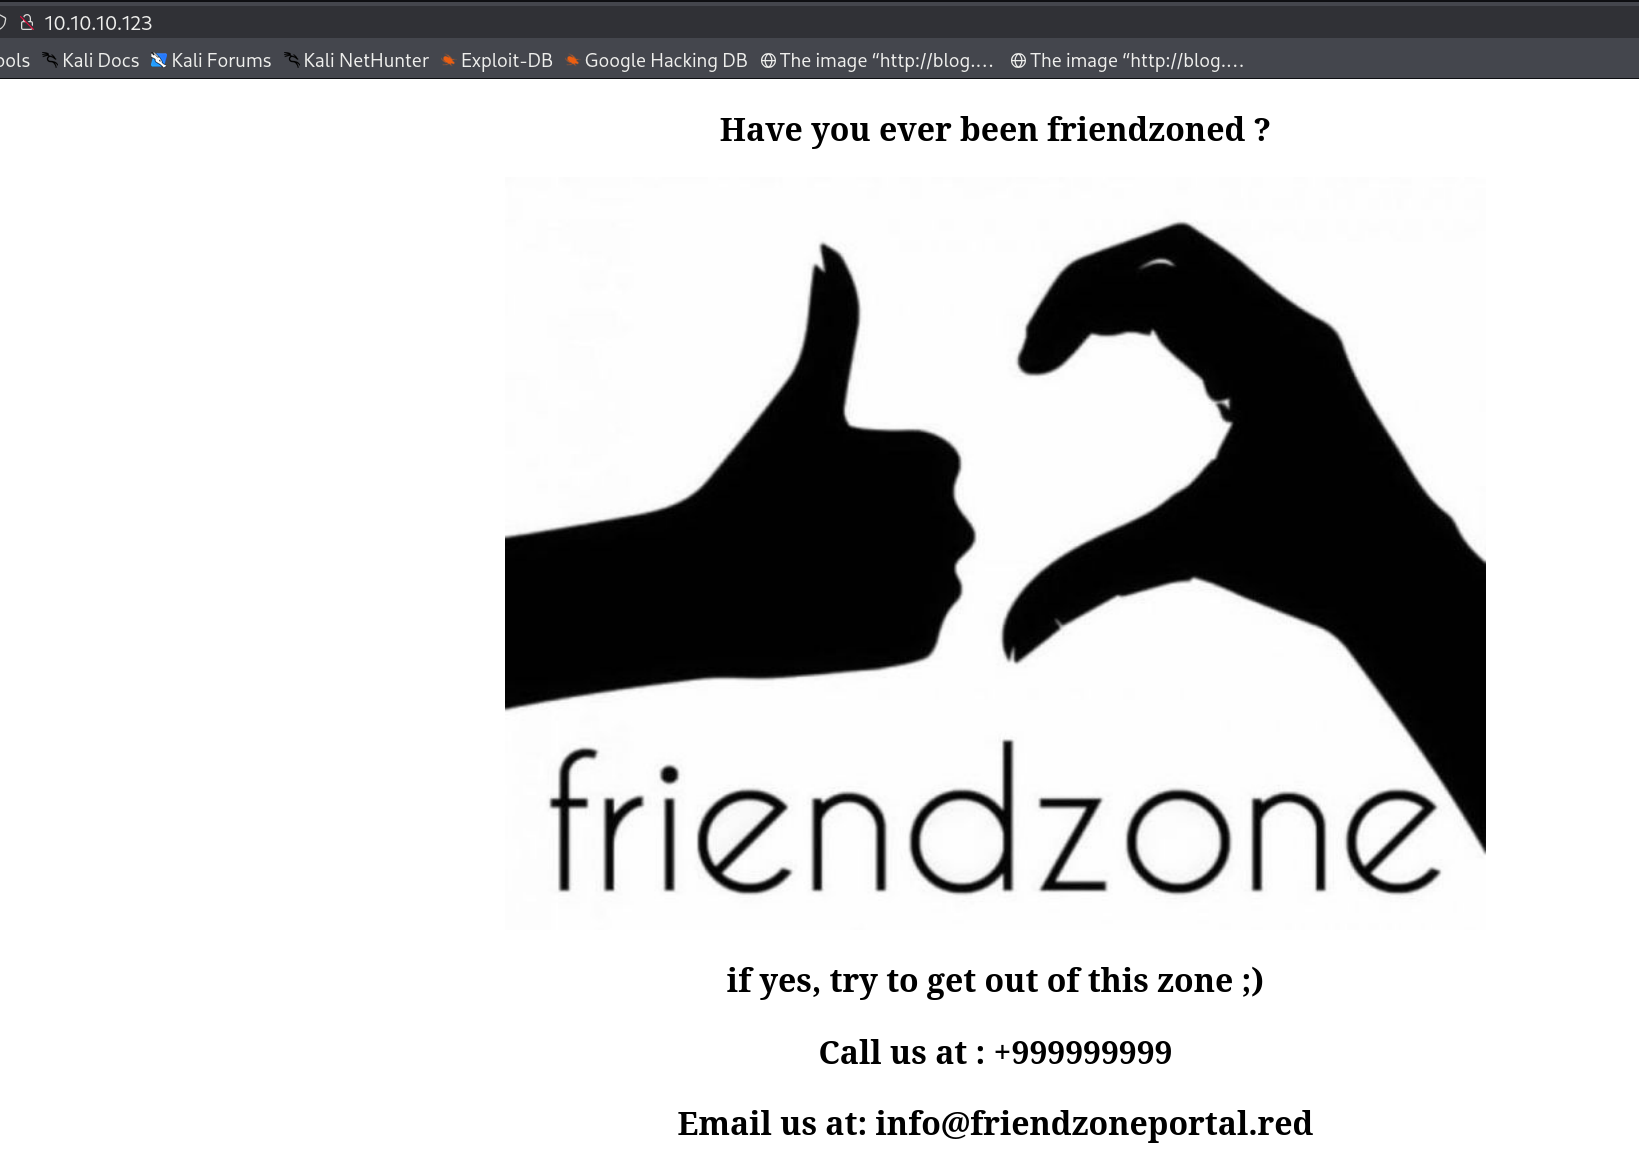 10.10.10.123
ools Kali Docs Kali Forums Kali NetHunter Exploit-DB Google Hacking DB The image “http://blog.… The image “http://blog.…
Have you ever been friendzoned ?
friendzone
if yes, try to get out of this zone ;)
Call us at : +999999999
Email us at: info@friendzoneportal.red